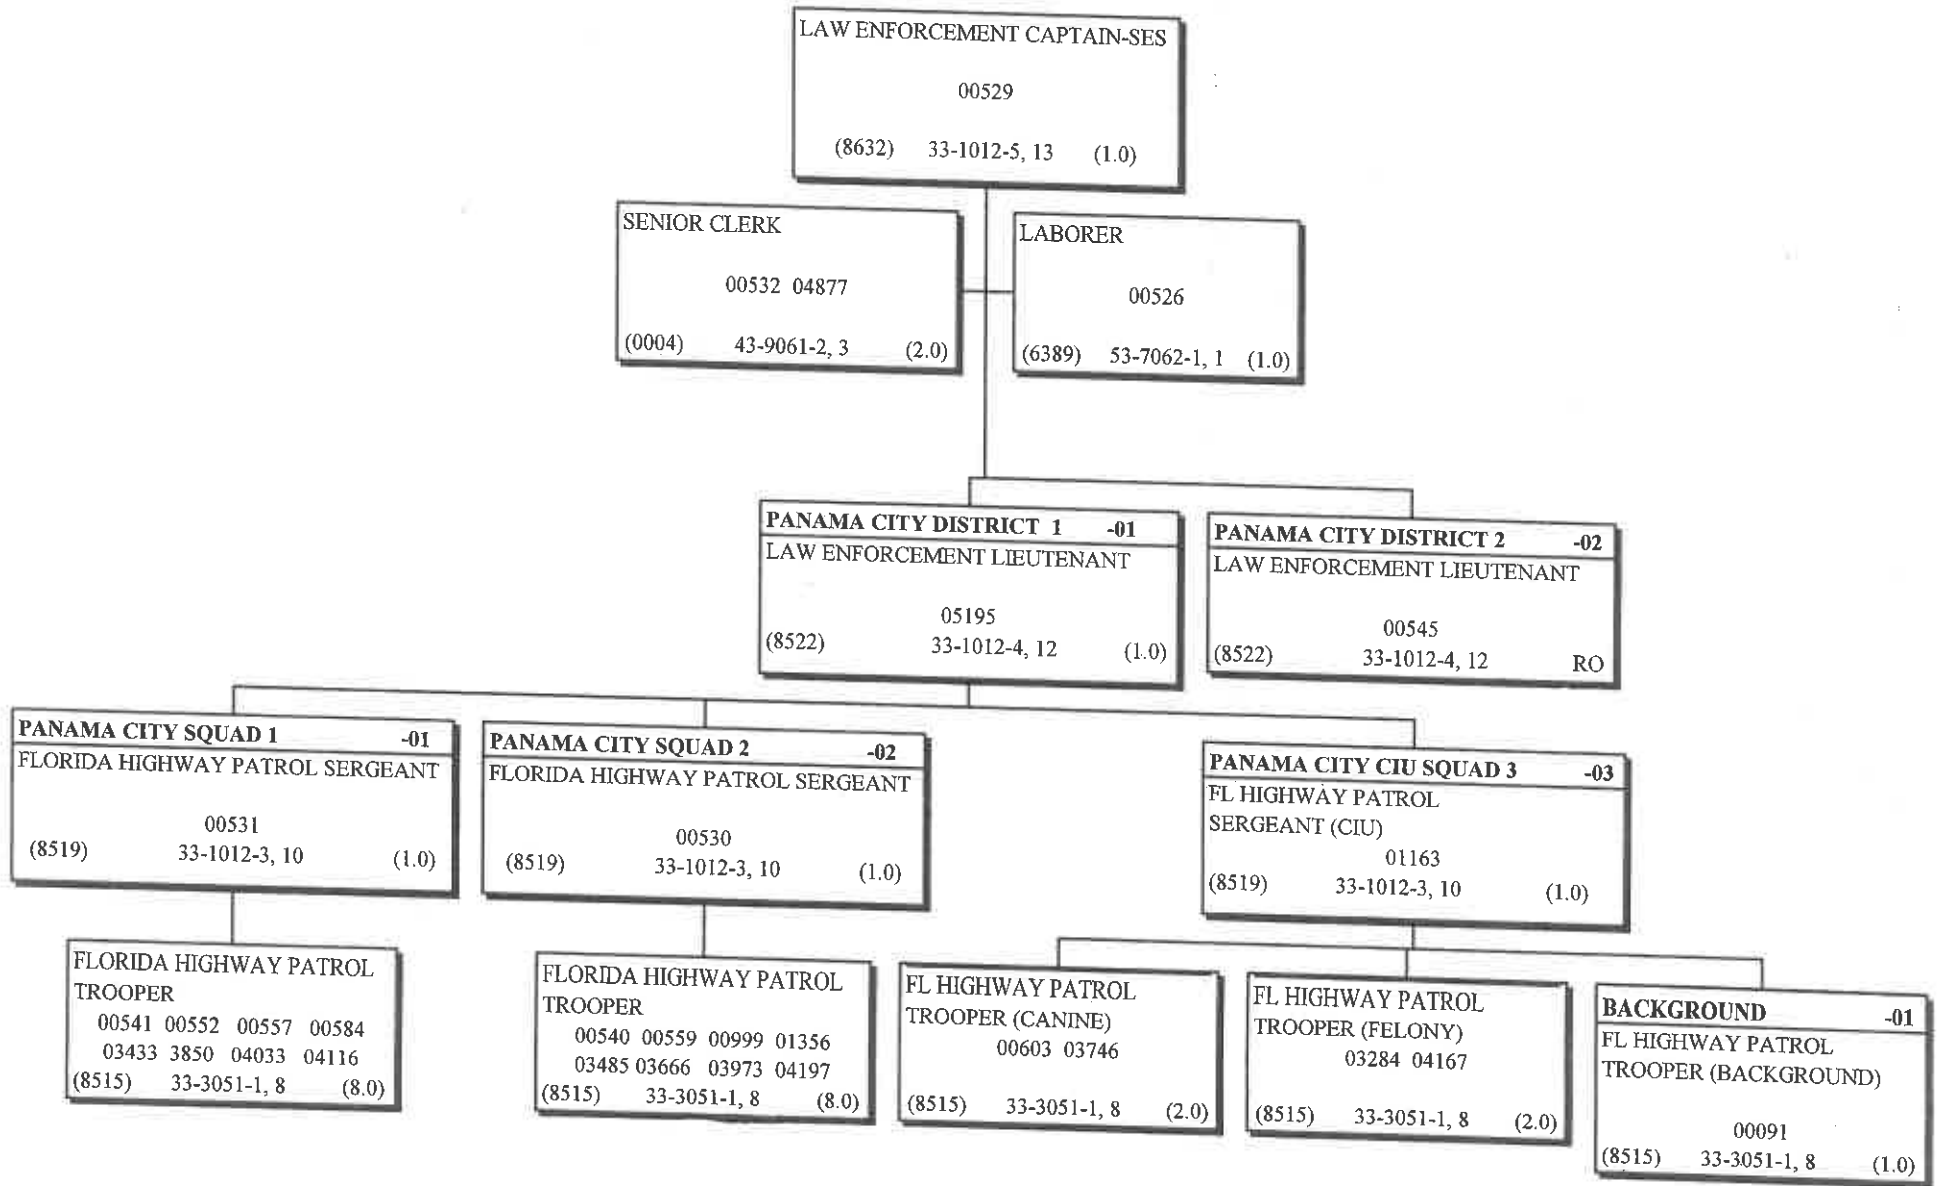 LAW ENFORCEMENT CAPTAIN-SES
00529
(8632) 33-1012-5, 13 (1.0)
SENIOR CLERK
00532 04877
(0004) 43-9061-2, 3 (2.0)
LABORER
00526
(6389) 53-7062-1, 1 (1.0)
PANAMA CITY DISTRICT 1 -01
LAW ENFORCEMENT LIEUTENANT
05195
(8522) 33-1012-4, 12 (1.0)
PANAMA CITY DISTRICT 2 -02
LAW ENFORCEMENT LIEUTENANT
00545
(8522) 33-1012-4, 12 RO
PANAMA CITY SQUAD 1 -01
FLORIDA HIGHWAY PATROL SERGEANT
00531
(8519) 33-1012-3, 10 (1.0)
PANAMA CITY SQUAD 2 -02
FLORIDA HIGHWAY PATROL SERGEANT
00530
(8519) 33-1012-3, 10 (1.0)
PANAMA CITY CIU SQUAD 3 -03
FL HIGHWAY PATROL
SERGEANT (CIU)
01163
(8519) 33-1012-3, 10 (1.0)
FLORIDA HIGHWAY PATROL
TROOPER
00541 00552 00557 00584
03433 3850 04033 04116
(8515) 33-3051-1, 8 (8.0)
FLORIDA HIGHWAY PATROL
TROOPER
00540 00559 00999 01356
03485 03666 03973 04197
(8515) 33-3051-1, 8 (8.0)
FL HIGHWAY PATROL
TROOPER (CANINE)
00603 03746
(8515) 33-3051-1, 8 (2.0)
FL HIGHWAY PATROL
TROOPER (FELONY)
03284 04167
(8515) 33-3051-1, 8 (2.0)
BACKGROUND -01
FL HIGHWAY PATROL
TROOPER (BACKGROUND)
00091
(8515) 33-3051-1, 8 (1.0)